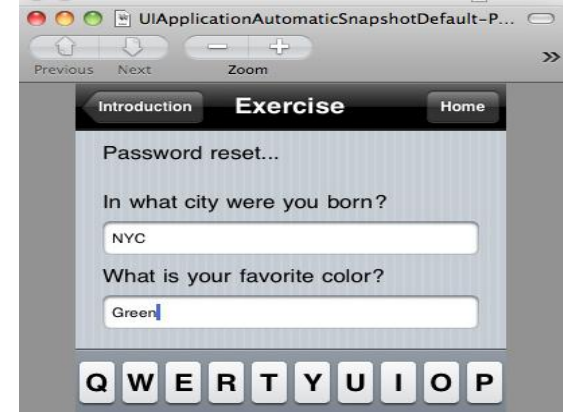 UIApplicationAutomaticSnapshotDefault-P...
Previous Next Zoom »
Introduction Exercise Home
Password reset...
In what city were you born?
NYC
What is your favorite color?
Green
Q W E R T Y U I O P